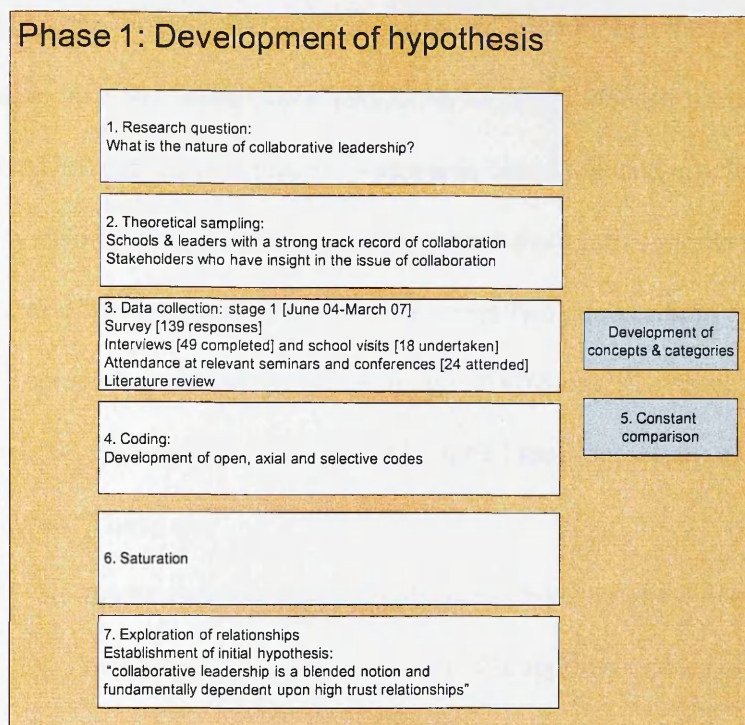 Phase 1: Development of hypothesis
1. Research question:
What is the nature of collaborative leadership?
2. Theoretical sampling:
Schools & leaders with a strong track record of collaboration
Stakeholders who have insight in the issue of collaboration
3. Data collection: stage 1 [June 04-March 07]
Survey [139 responses]
Interviews [49 completed] and school visits [18 undertaken]
Attendance at relevant seminars and conferences [24 attended]
Literature review
Development of
concepts & categories
4. Coding:
Development of open, axial and selective codes
5. Constant
comparison
6. Saturation
7. Exploration of relationships
Establishment of initial hypothesis:
"collaborative leadership is a blended notion and
fundamentally dependent upon high trust relationships"